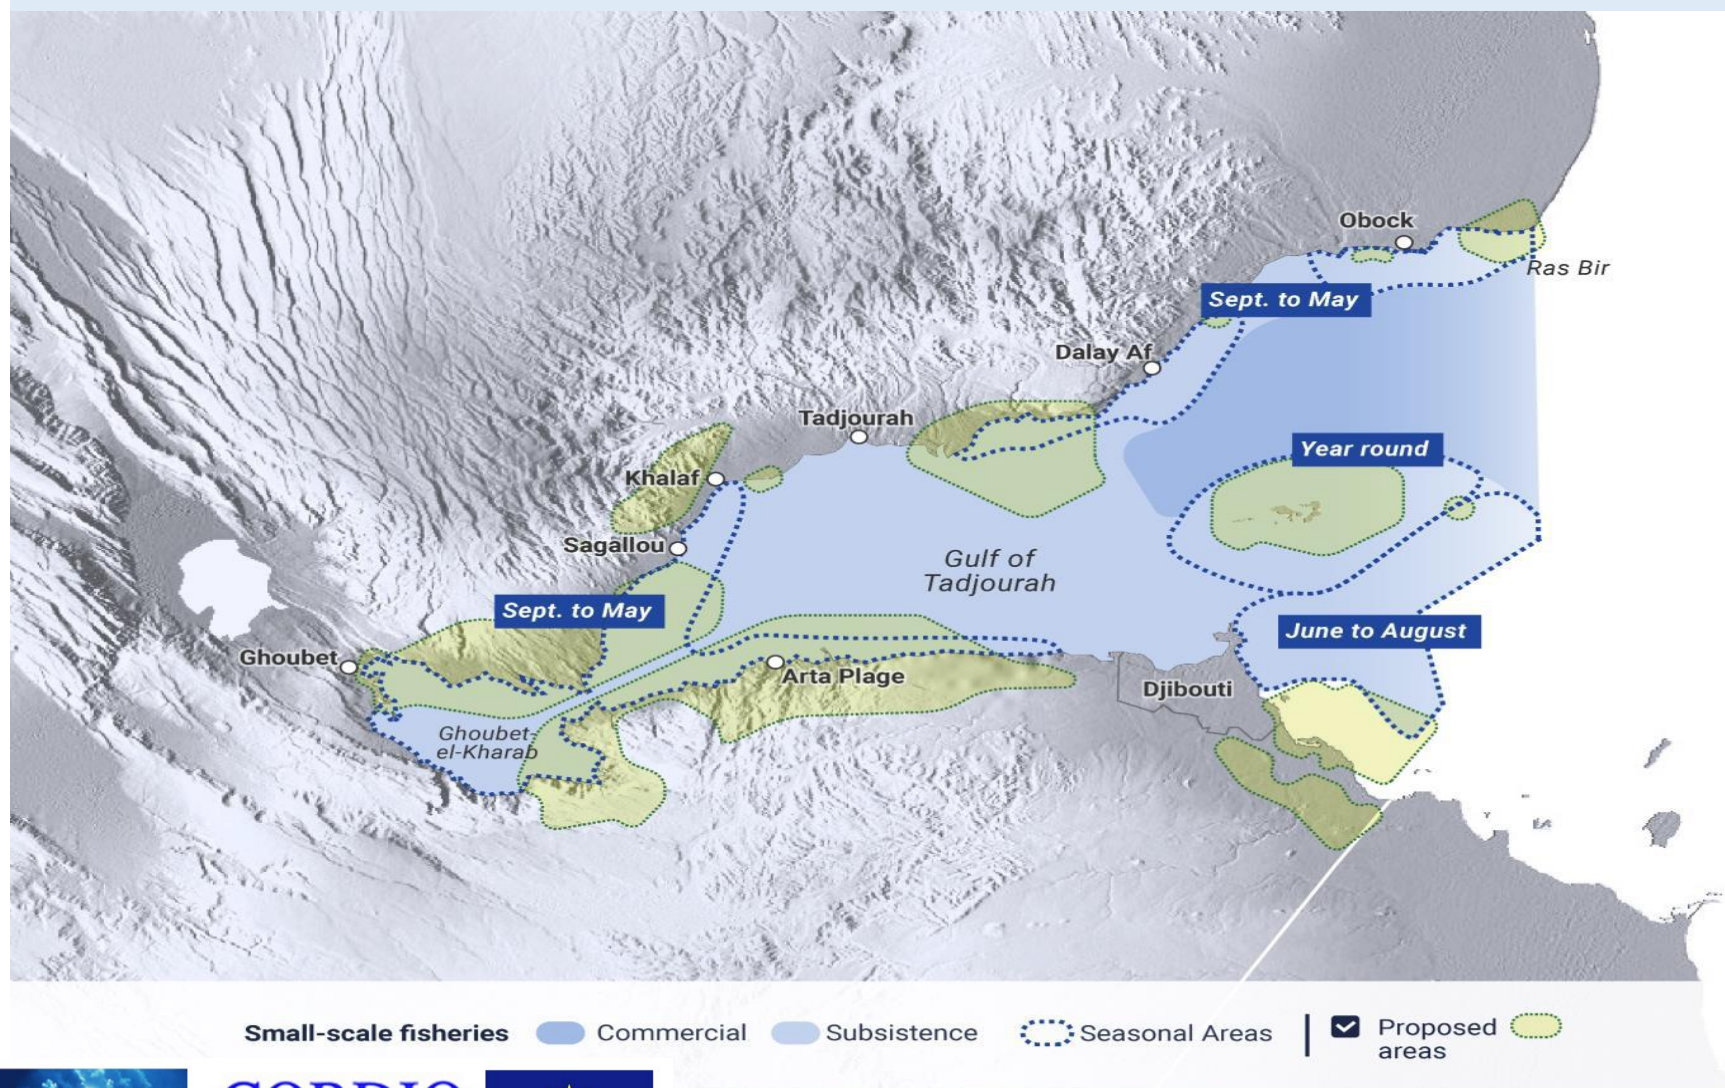 Obock
Ras Bir
Sept. to May
Dalay Af
Tadjourah
Year round
Khalaf
Sagallou
Gulf of
Tadjourah
Sept. to May
June to August
Ghoubet
Arta Plage
Djibouti
Ghoubet-
el-Kharab
Small-scale fisheries Commercial Subsistence Seasonal Areas Proposed
areas
CORDIO